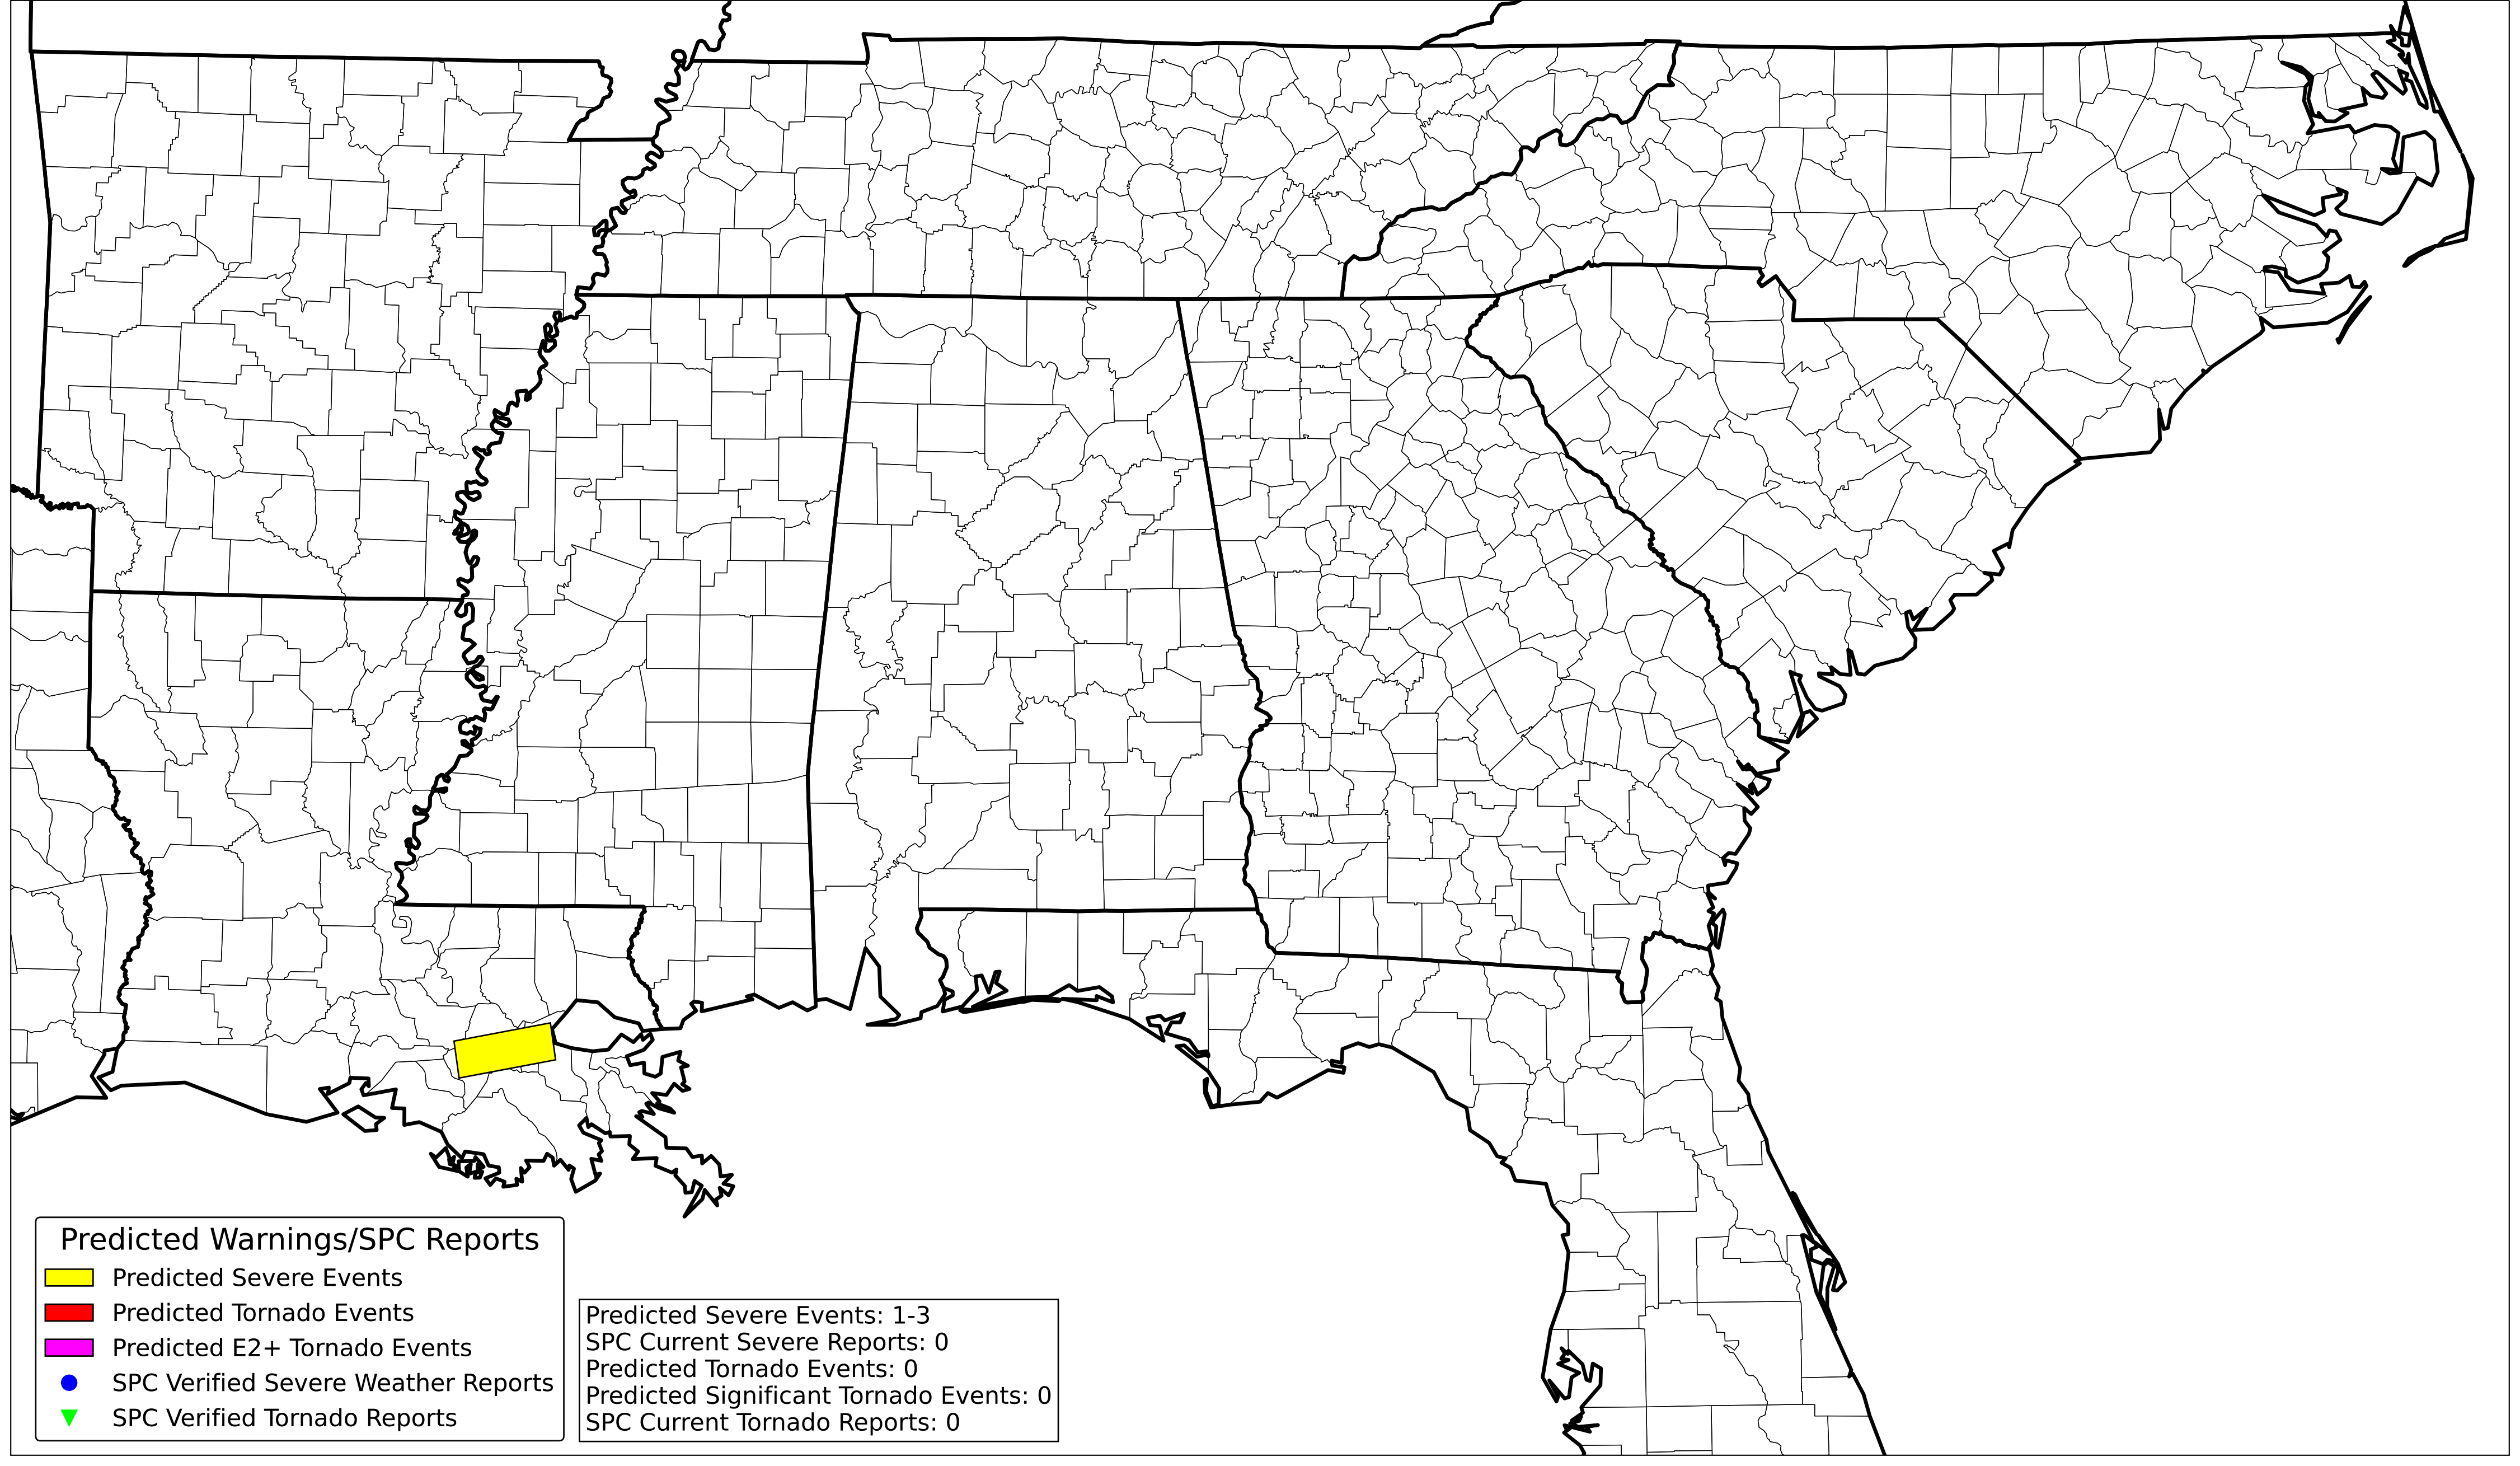 Predicted Warnings/SPC Reports
Predicted Severe Events
Predicted Tornado Events
Predicted E2+ Tornado Events
SPC Verified Severe Weather Reports
SPC Verified Tornado Reports
Predicted Severe Events: 1-3
SPC Current Severe Reports: 0
Predicted Tornado Events: 0
Predicted Significant Tornado Events: 0
SPC Current Tornado Reports: 0